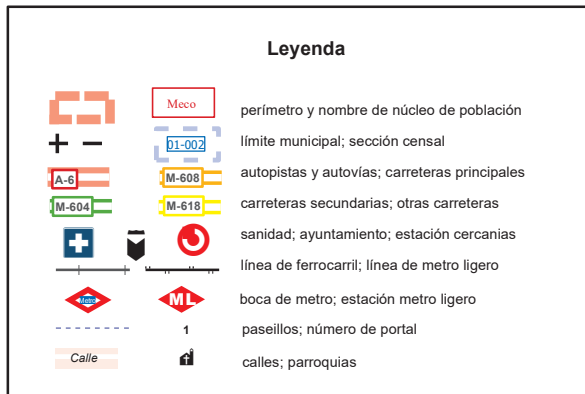 Leyenda
Meco perímetro y nombre de núcleo de población
01-002 límite municipal; sección censal
A-6 M-608 autopistas y autovías; carreteras principales
M-604 M-618 carreteras secundarias; otras carreteras
sanidad; ayuntamiento; estación cercanias
línea de ferrocarril; línea de metro ligero
Metro ML boca de metro; estación metro ligero
1 paseillos; número de portal
Calle calles; parroquias